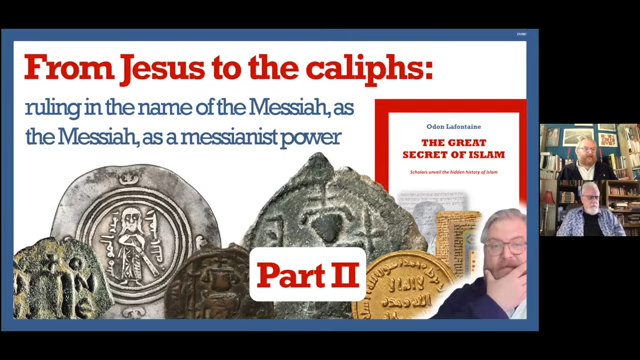 From Jesus to the caliphs:
ruling in the name of the Messiah, as
the Messiah, as a messianist power
Odon Lafontaine
THE GREAT
SECRET OF ISLAM
Scholars unveil the hidden history of Islam
Part II